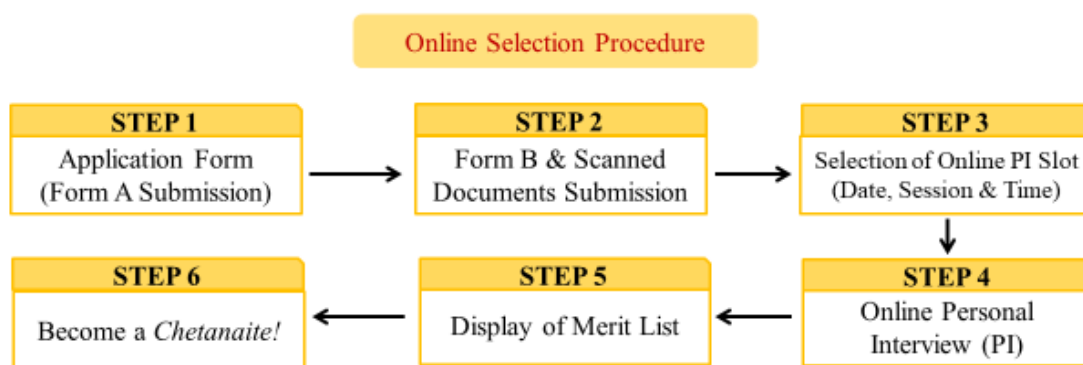 Online Selection Procedure
STEP 1
Application Form
(Form A Submission)
STEP 2
Form B & Scanned
Documents Submission
STEP 3
Selection of Online PI Slot
(Date, Session & Time)
STEP 4
Online Personal
Interview (PI)
STEP 5
Display of Merit List
STEP 6
Become a Chetanaite!